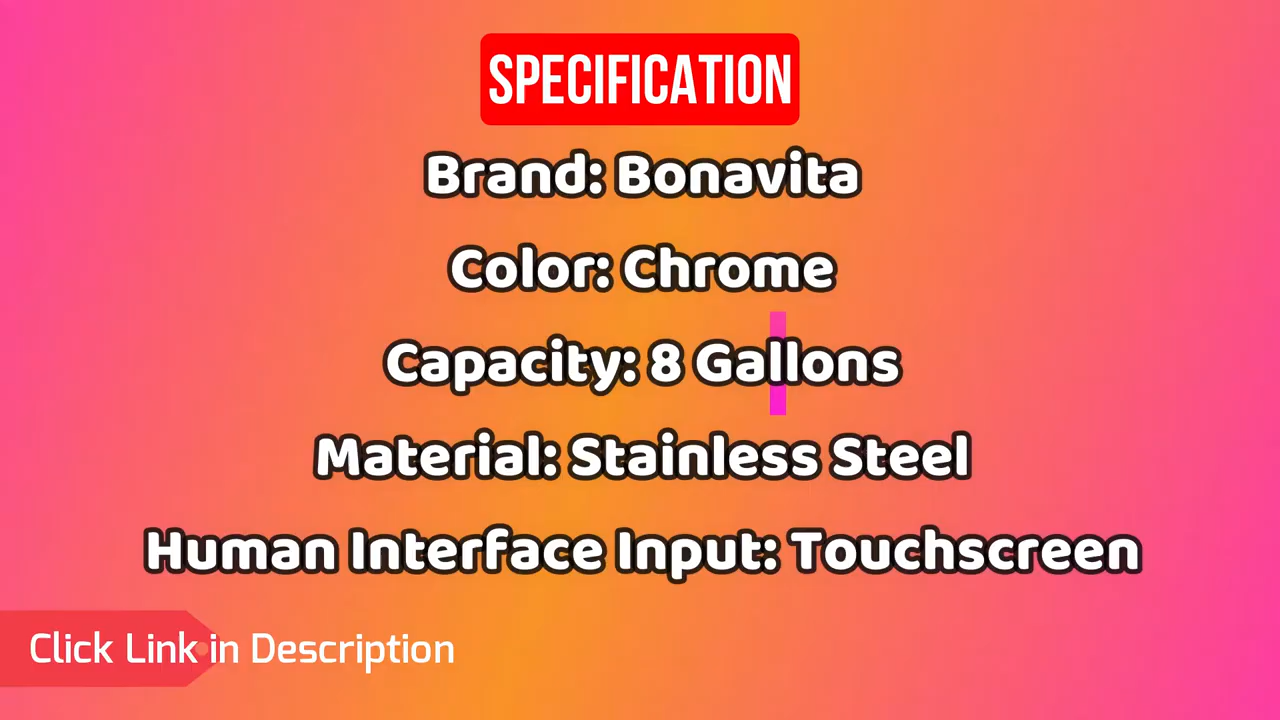 SPECIFICATION
Brand: Bonavita
Color: Chrome
Capacity: 8 Gallons
Material: Stainless Steel
Human Interface Input: Touchscreen
Click Link in Description